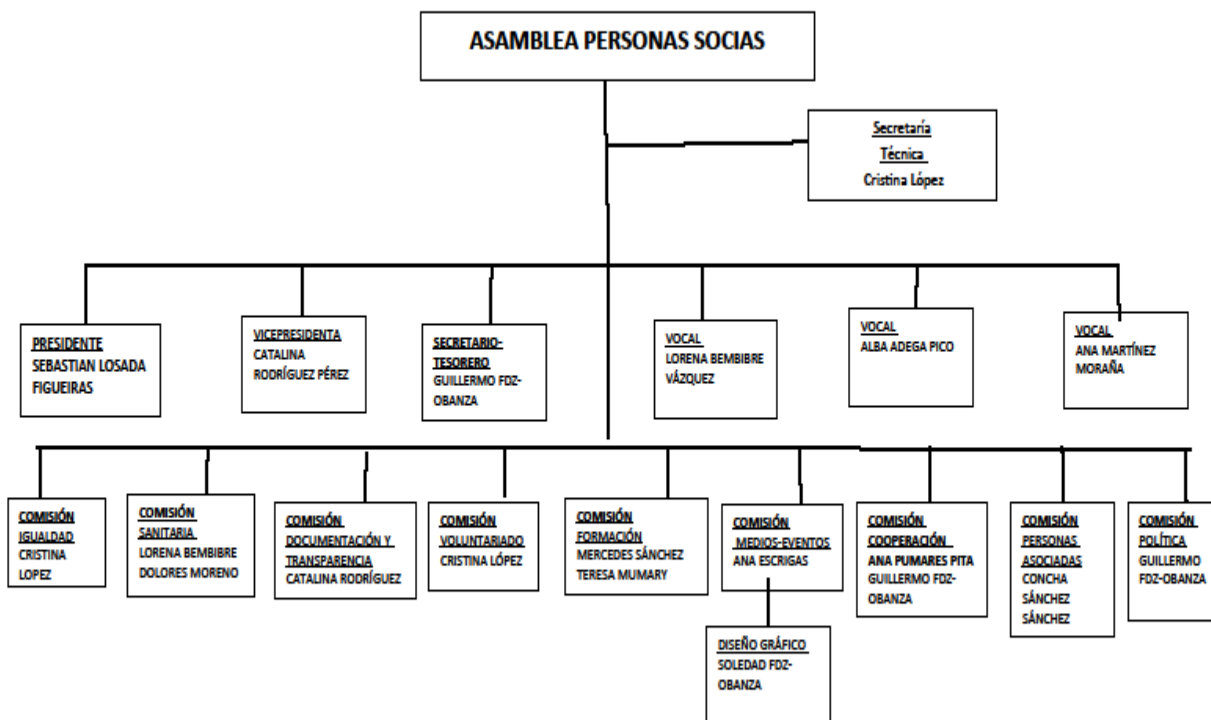 ASAMBLEA PERSONAS SOCIAS
Secretaría
Técnica
Cristina López
PRESIDENTE
SEBASTIAN LOSADA
FIGUEIRAS
VICEPRESIDENTA
CATALINA
RODRÍGUEZ PÉREZ
SECRETARIO-
TESORERO
GUILLERMO FDZ-
OBANZA
VOCAL
LORENA BEMBIBRE
VÁZQUEZ
VOCAL
ALBA ADEGA PICO
VOCAL
ANA MARTÍNEZ
MORAÑA
COMISIÓN
IGUALDAD
CRISTINA
LOPEZ
COMISIÓN
SANITARIA
LORENA BEMBIBRE
DOLORES MORENO
COMISIÓN
DOCUMENTACIÓN Y
TRANSPARENCIA
CATALINA RODRÍGUEZ
COMISIÓN
VOLUNTARIADO
CRISTINA LÓPEZ
COMISIÓN
FORMACIÓN
MERCEDES SÁNCHEZ
TERESA MUMARY
COMISIÓN
MEDIOS-EVENTOS
ANA ESCRIGAS
DISEÑO GRÁFICO
SOLEDAD FDZ-
OBANZA
COMISIÓN
COOPERACIÓN
ANA PUMARES PITA
GUILLERMO FDZ-
OBANZA
COMISIÓN
PERSONAS
ASOCIADAS
CONCHA
SÁNCHEZ
SÁNCHEZ
COMISIÓN
POLÍTICA
GUILLERMO
FDZ-OBANZA